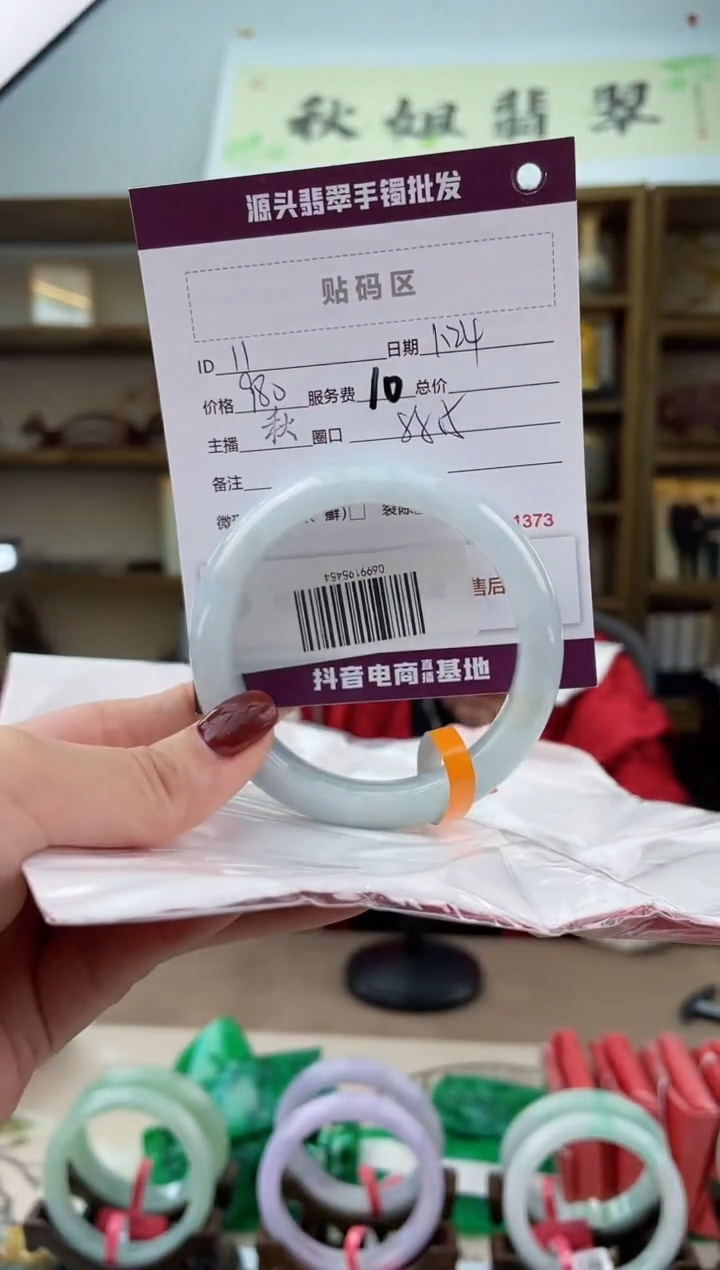 秋姐翡翠
源头翡翠手镯批发
贴码区
ID 11 日期 1.24
价格 980 服务费 10 总价
主播 秋 圈口
备注
癣)□
1373
0699195454
售后
抖音电商直播基地